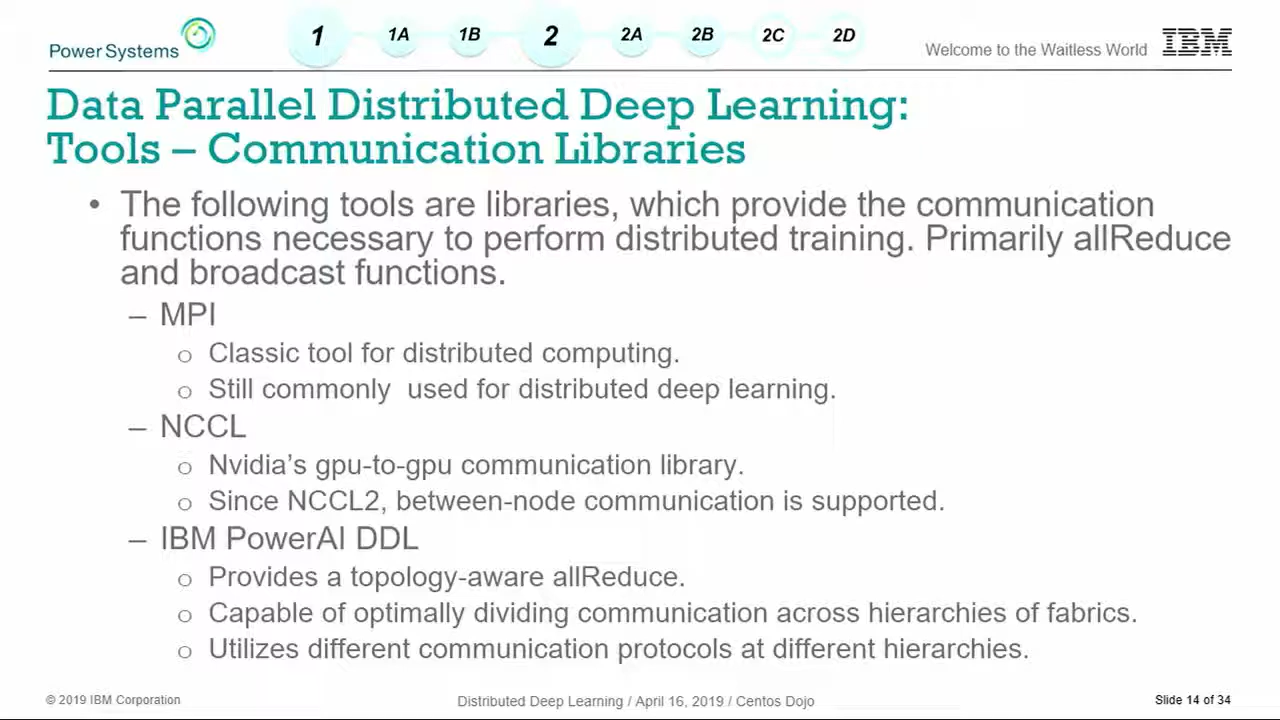 Power Systems
1 1A 1B 2 2A 2B 2C 2D
Welcome to the Waitless World IBM
Data Parallel Distributed Deep Learning:
Tools – Communication Libraries
• The following tools are libraries, which provide the communication
functions necessary to perform distributed training. Primarily allReduce
and broadcast functions.
– MPI
o Classic tool for distributed computing.
o Still commonly  used for distributed deep learning.
– NCCL
o Nvidia’s gpu-to-gpu communication library.
o Since NCCL2, between-node communication is supported.
– IBM PowerAI DDL
o Provides a topology-aware allReduce.
o Capable of optimally dividing communication across hierarchies of fabrics.
o Utilizes different communication protocols at different hierarchies.
© 2019 IBM Corporation
Distributed Deep Learning / April 16, 2019 / Centos Dojo
Slide 14 of 34